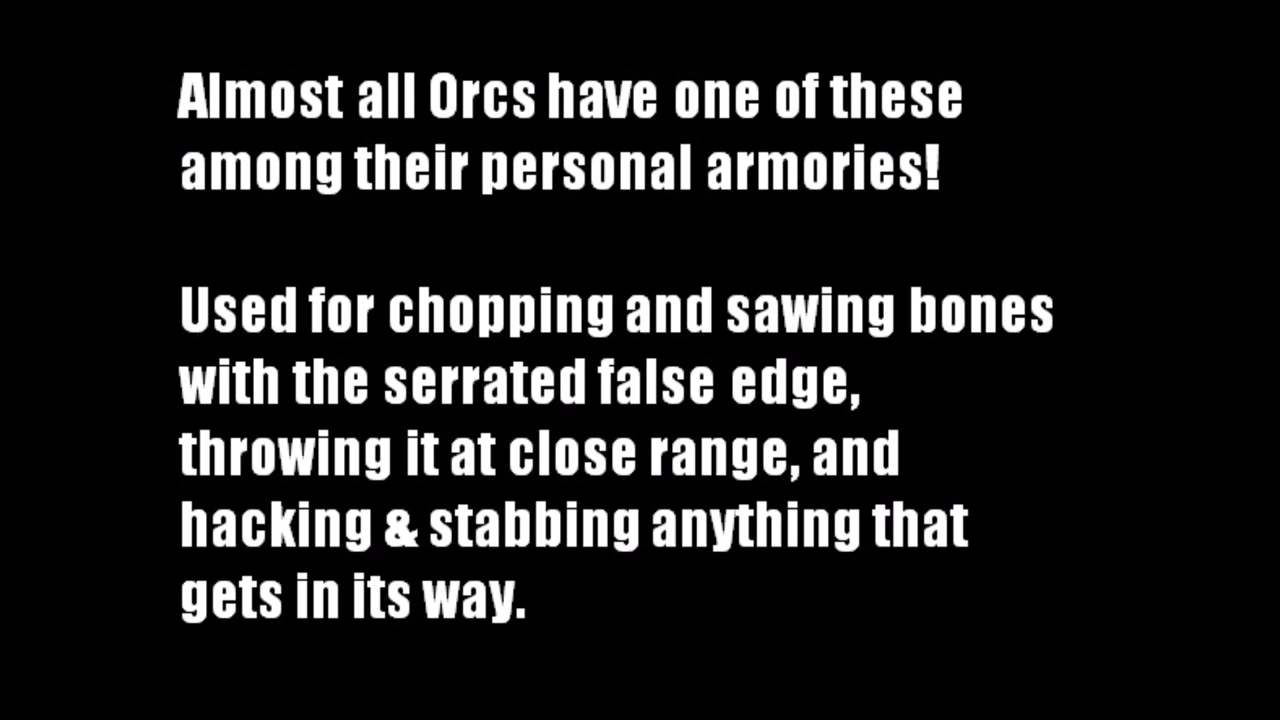 Almost all Orcs have one of these
among their personal armories!
Used for chopping and sawing bones
with the serrated false edge,
throwing it at close range, and
hacking & stabbing anything that
gets in its way.